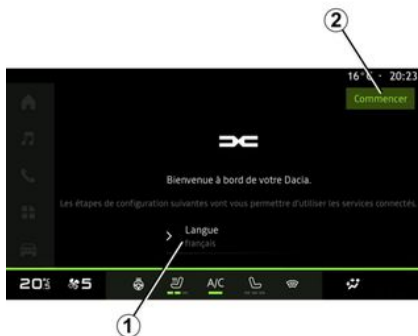 2
16°C · 20:23
Commencer
Bienvenue à bord de votre Dacia.
Les étapes de configuration suivantes vont vous permettre d'utiliser les services connectés.
Langue
français
5
A/C
1